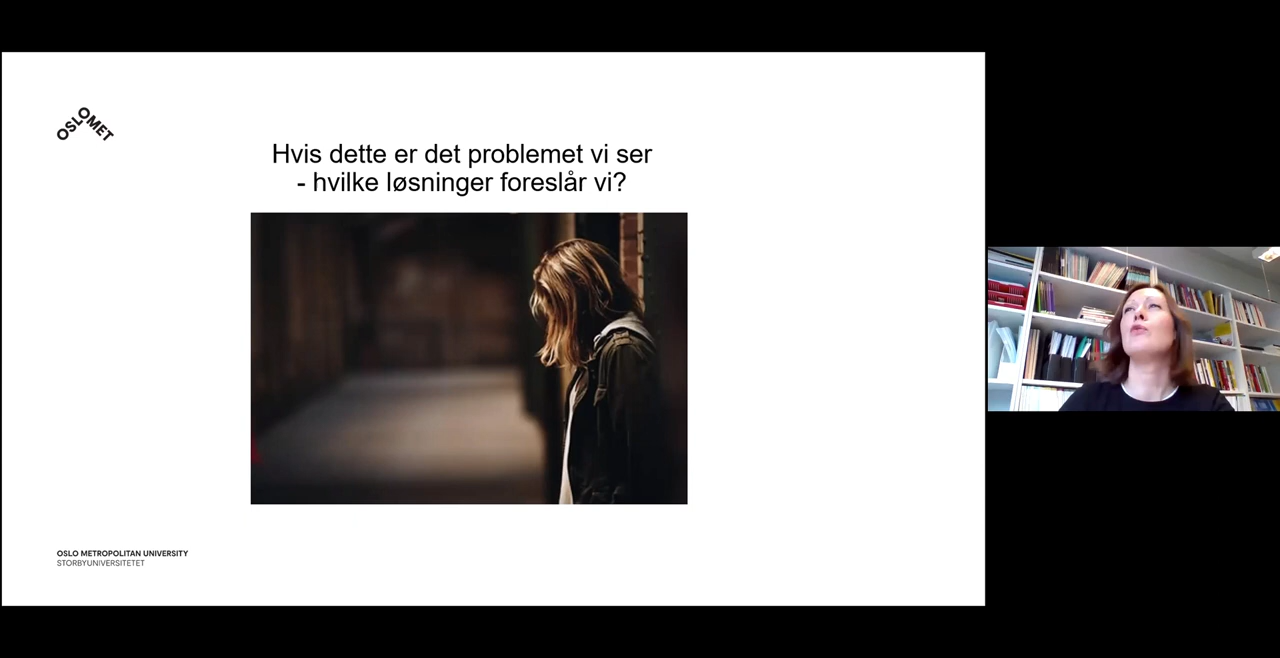 OSLOMET
Hvis dette er det problemet vi ser
- hvilke løsninger foreslår vi?
OSLO METROPOLITAN UNIVERSITY
STORBYUNIVERSITETET